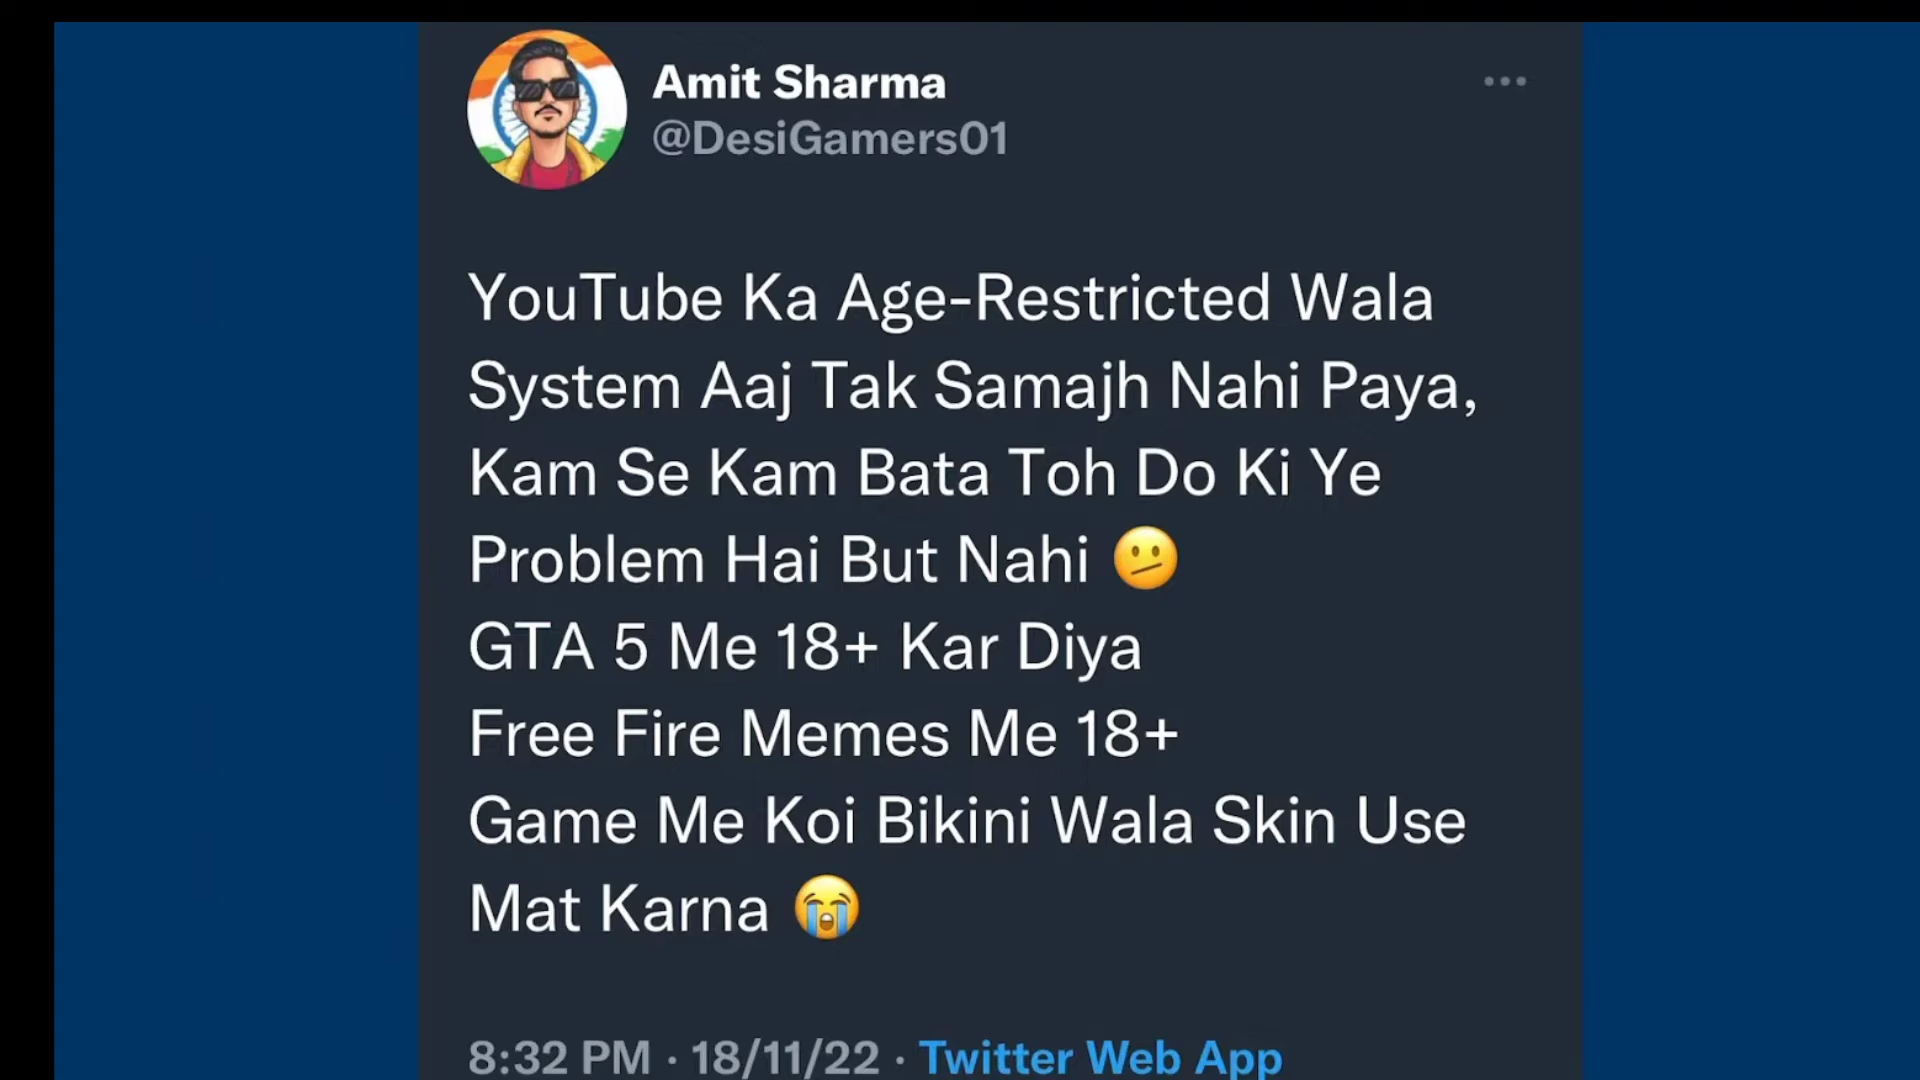 Amit Sharma
@DesiGamers01
YouTube Ka Age-Restricted Wala
System Aaj Tak Samajh Nahi Paya,
Kam Se Kam Bata Toh Do Ki Ye
Problem Hai But Nahi 🫤
GTA 5 Me 18+ Kar Diya
Free Fire Memes Me 18+
Game Me Koi Bikini Wala Skin Use
Mat Karna 😭
8:32 PM · 18/11/22 · Twitter Web App